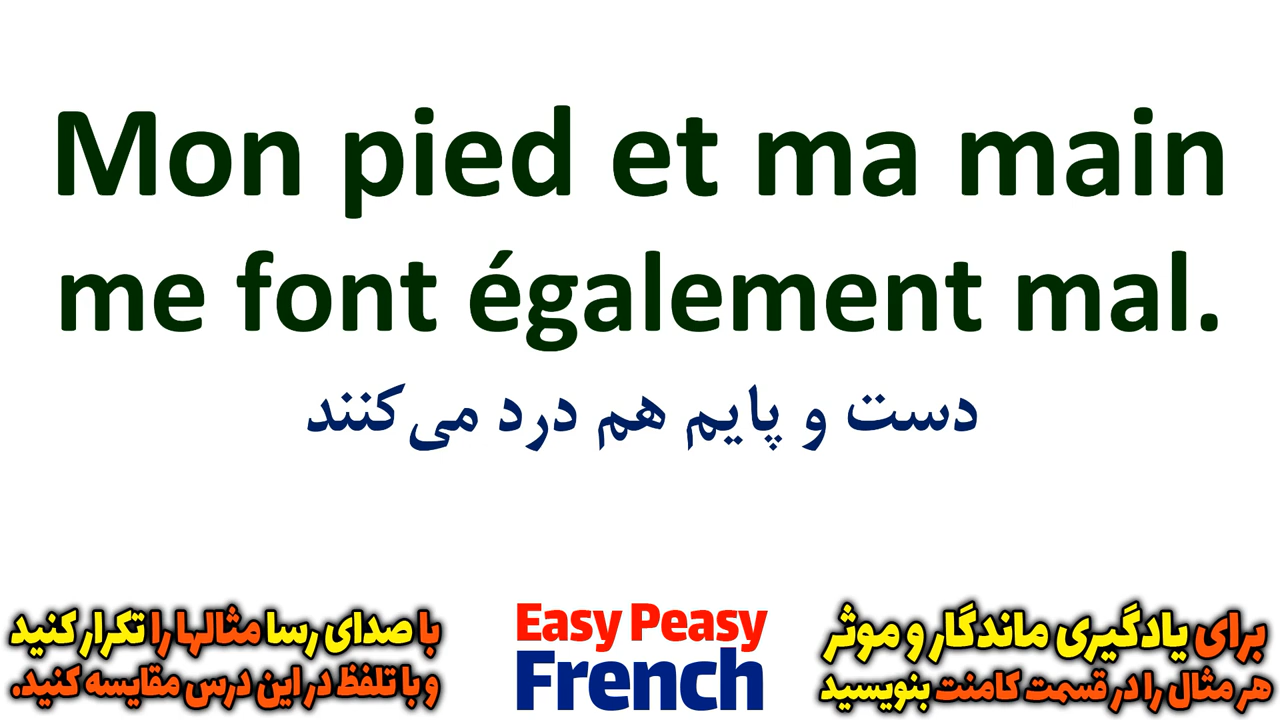 Mon pied et ma main
me font également mal.
دست و پایم هم درد می‌کنند
با صدای رسا مثالها را تکرار کنید
و با تلفظ در این درس مقایسه کنید.
Easy Peasy
French
برای یادگیری ماندگار و موثر
هر مثال را در قسمت کامنت بنویسید